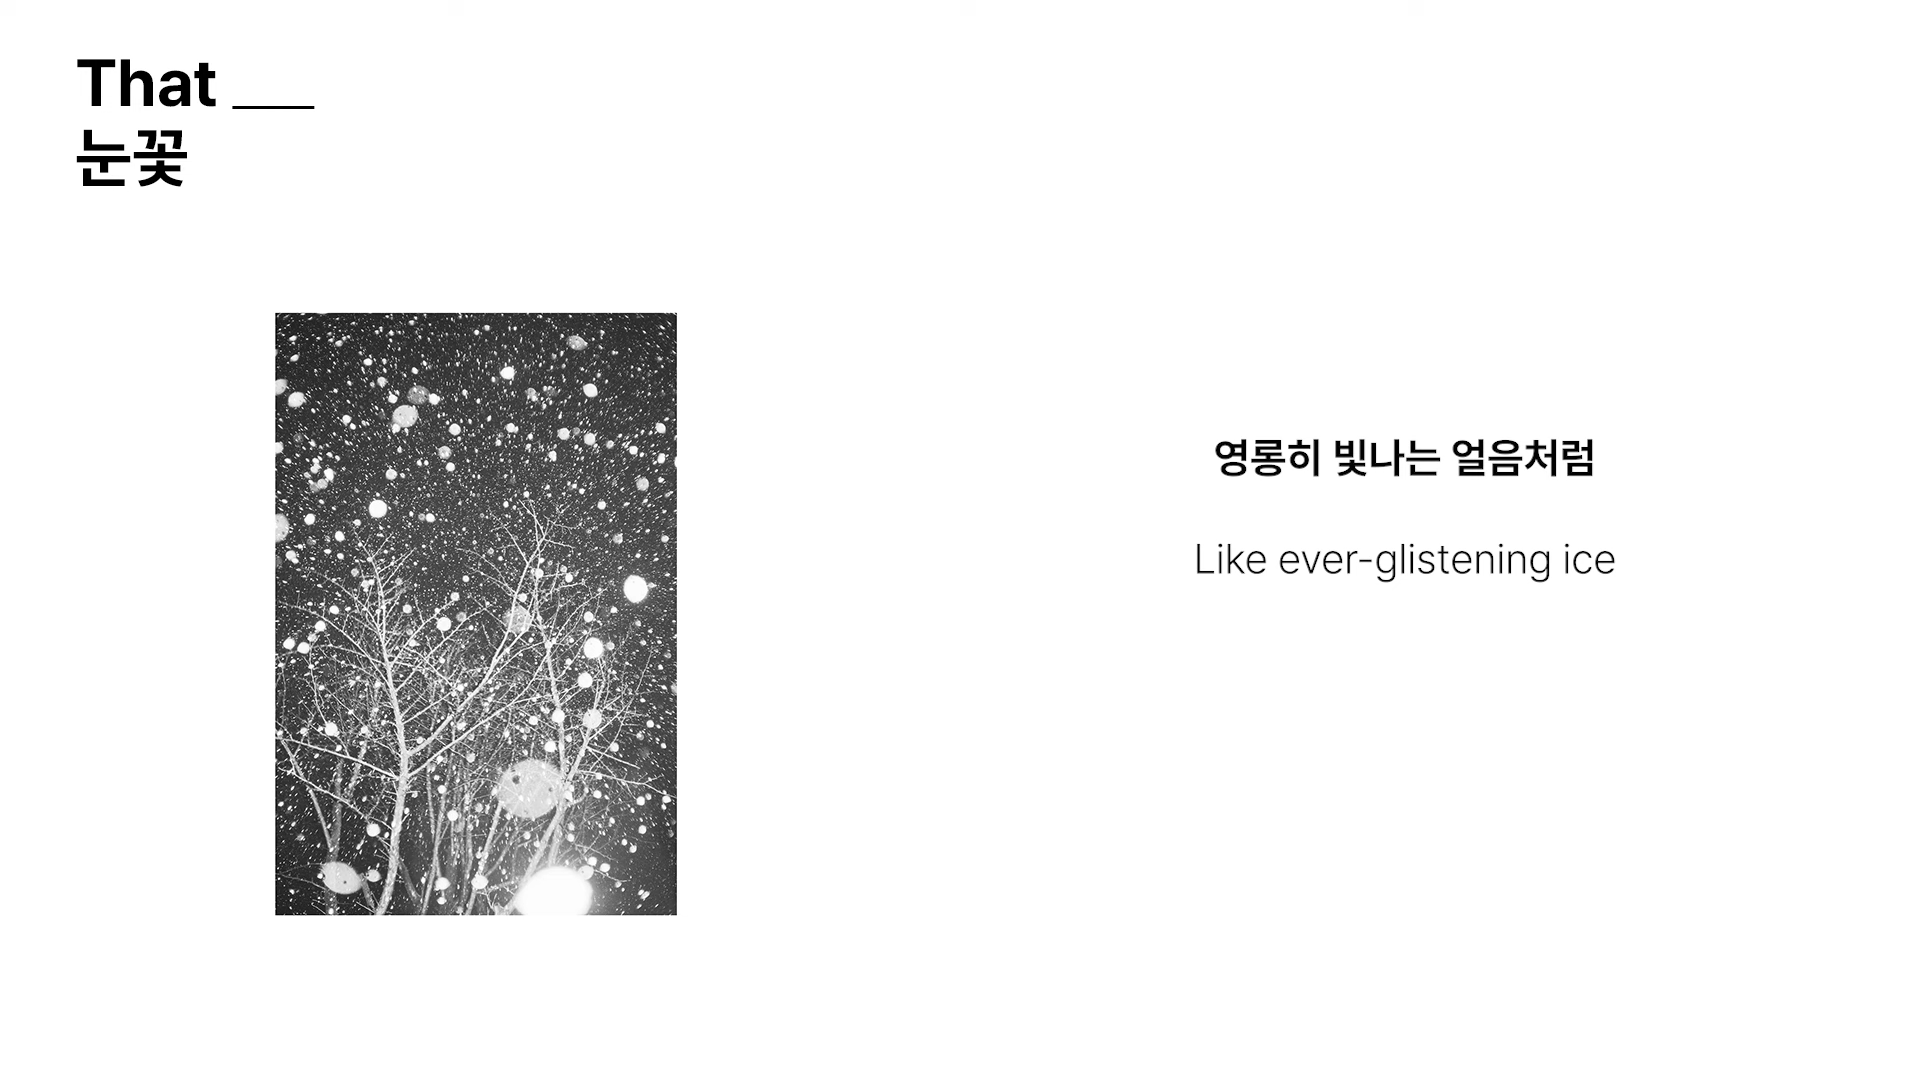 That ___
눈꽃
영롱히 빛나는 얼음처럼
Like ever-glistening ice